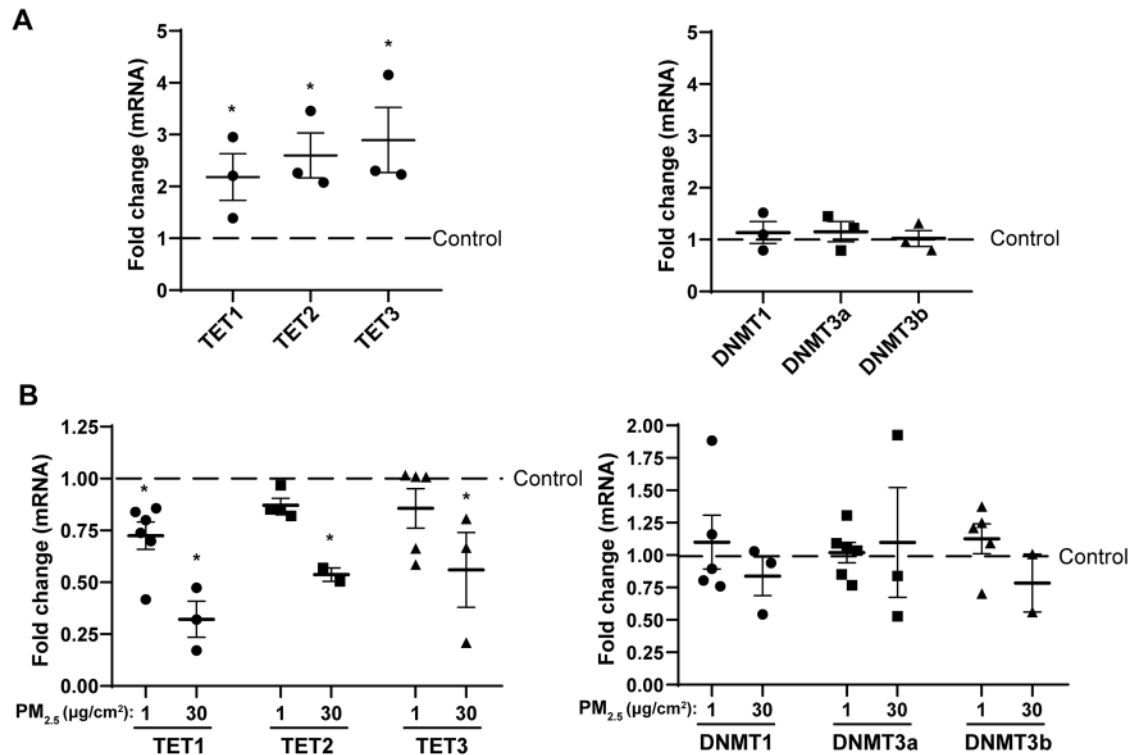 A
Fold change (mRNA)
5
4
3
2
1
0
*
*
*
Control
TET1
TET2
TET3
Fold change (mRNA)
5
4
3
2
1
0
Control
DNMT1
DNMT3a
DNMT3b
B
Fold change (mRNA)
1.25
1.00
0.75
0.50
0.25
0.00
*
*
*
*
Control
PM2.5 (µg/cm²): 1 30 1 30 1 30
TET1 TET2 TET3
Fold change (mRNA)
2.00
1.75
1.50
1.25
1.00
0.75
0.50
0.25
0.00
Control
PM2.5 (µg/cm²): 1 30 1 30 1 30
DNMT1 DNMT3a DNMT3b